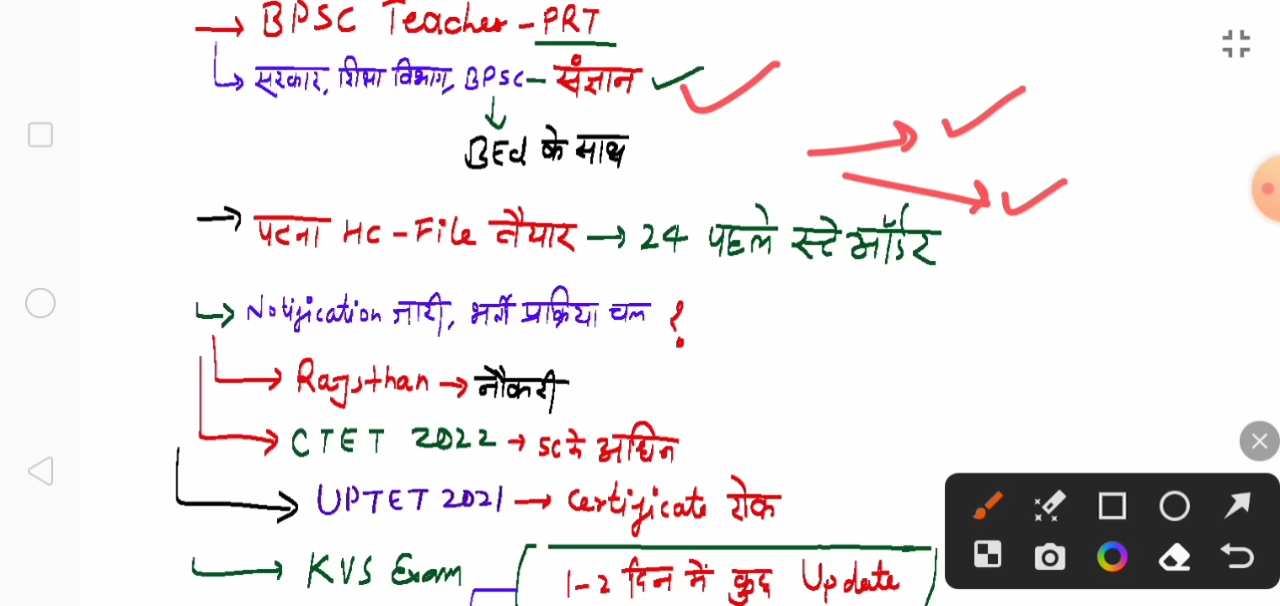 → BPSC Teacher - PRT
↳ सरकार, शिक्षा विभाग, BPSC - संज्ञान ✓
↓
BEd के साथ
→ पटना HC - File तैयार → 24 पहले स्टे ऑर्डर
↳ Notification जारी, भर्ती प्रक्रिया चल ?
→ Rajsthan → नौकरी
→ CTET 2022 → SC के अधिन
→ UPTET 2021 → Certificate रोक
→ KVS Exam
1-2 दिन में कुछ Update